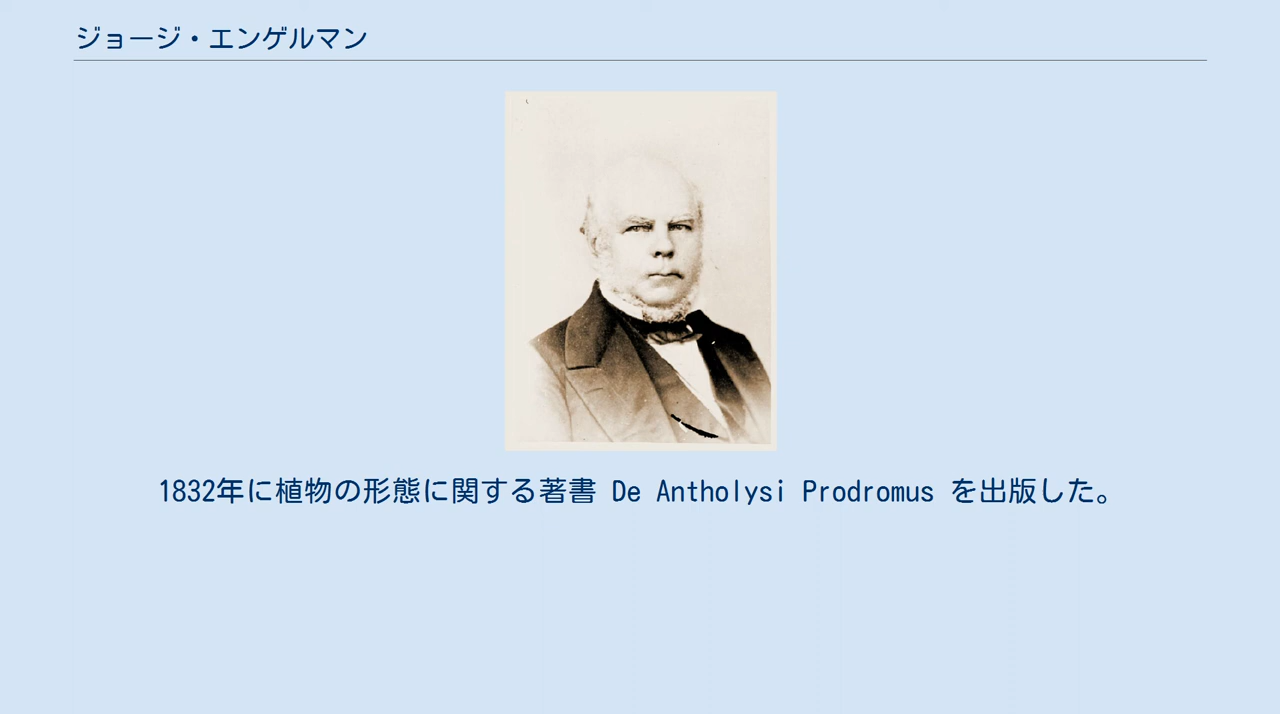 ジョージ・エンゲルマン
1832年に植物の形態に関する著書 De Antholysi Prodromus を出版した。